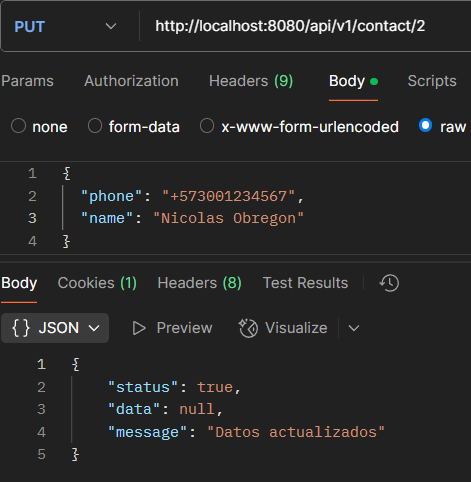 PUT http://localhost:8080/api/v1/contact/2
Params Authorization Headers (9) Body Scripts
none form-data x-www-form-urlencoded raw
1 {
2 "phone": "+573001234567",
3 "name": "Nicolas Obregon"
4 }
Body Cookies (1) Headers (8) Test Results
{} JSON Preview Visualize
1 {
2 "status": true,
3 "data": null,
4 "message": "Datos actualizados"
5 }